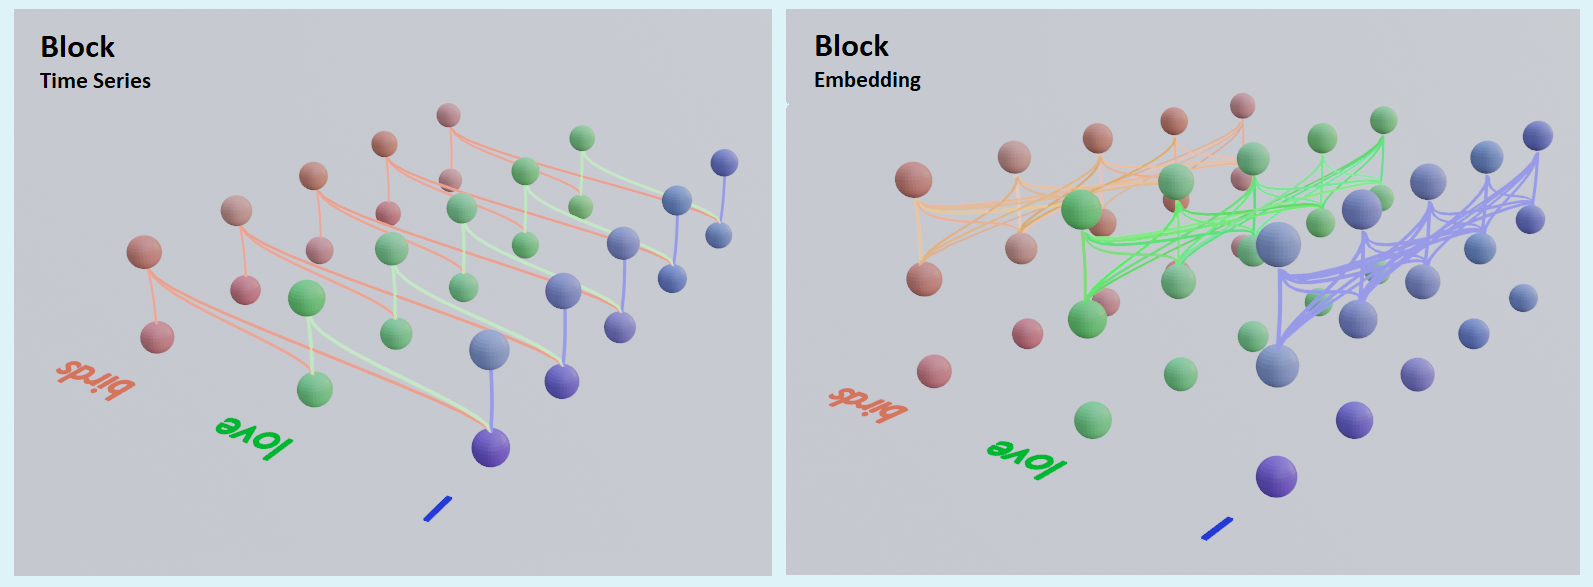 Block
Time Series
birds
love
I
Block
Embedding
birds
love
I